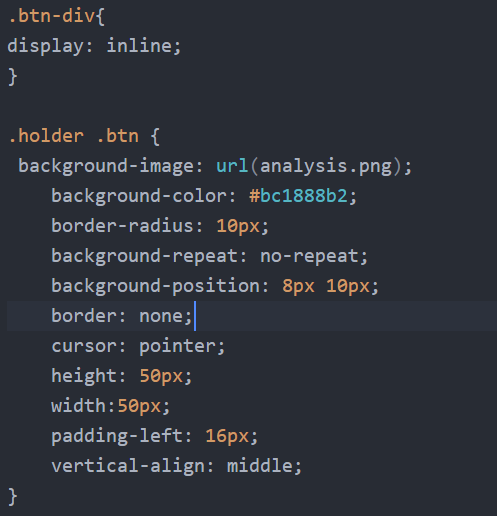 .btn-div{
display: inline;
}
.holder .btn {
background-image: url(analysis.png);
background-color: #bc1888b2;
border-radius: 10px;
background-repeat: no-repeat;
background-position: 8px 10px;
border: none;
cursor: pointer;
height: 50px;
width:50px;
padding-left: 16px;
vertical-align: middle;
}